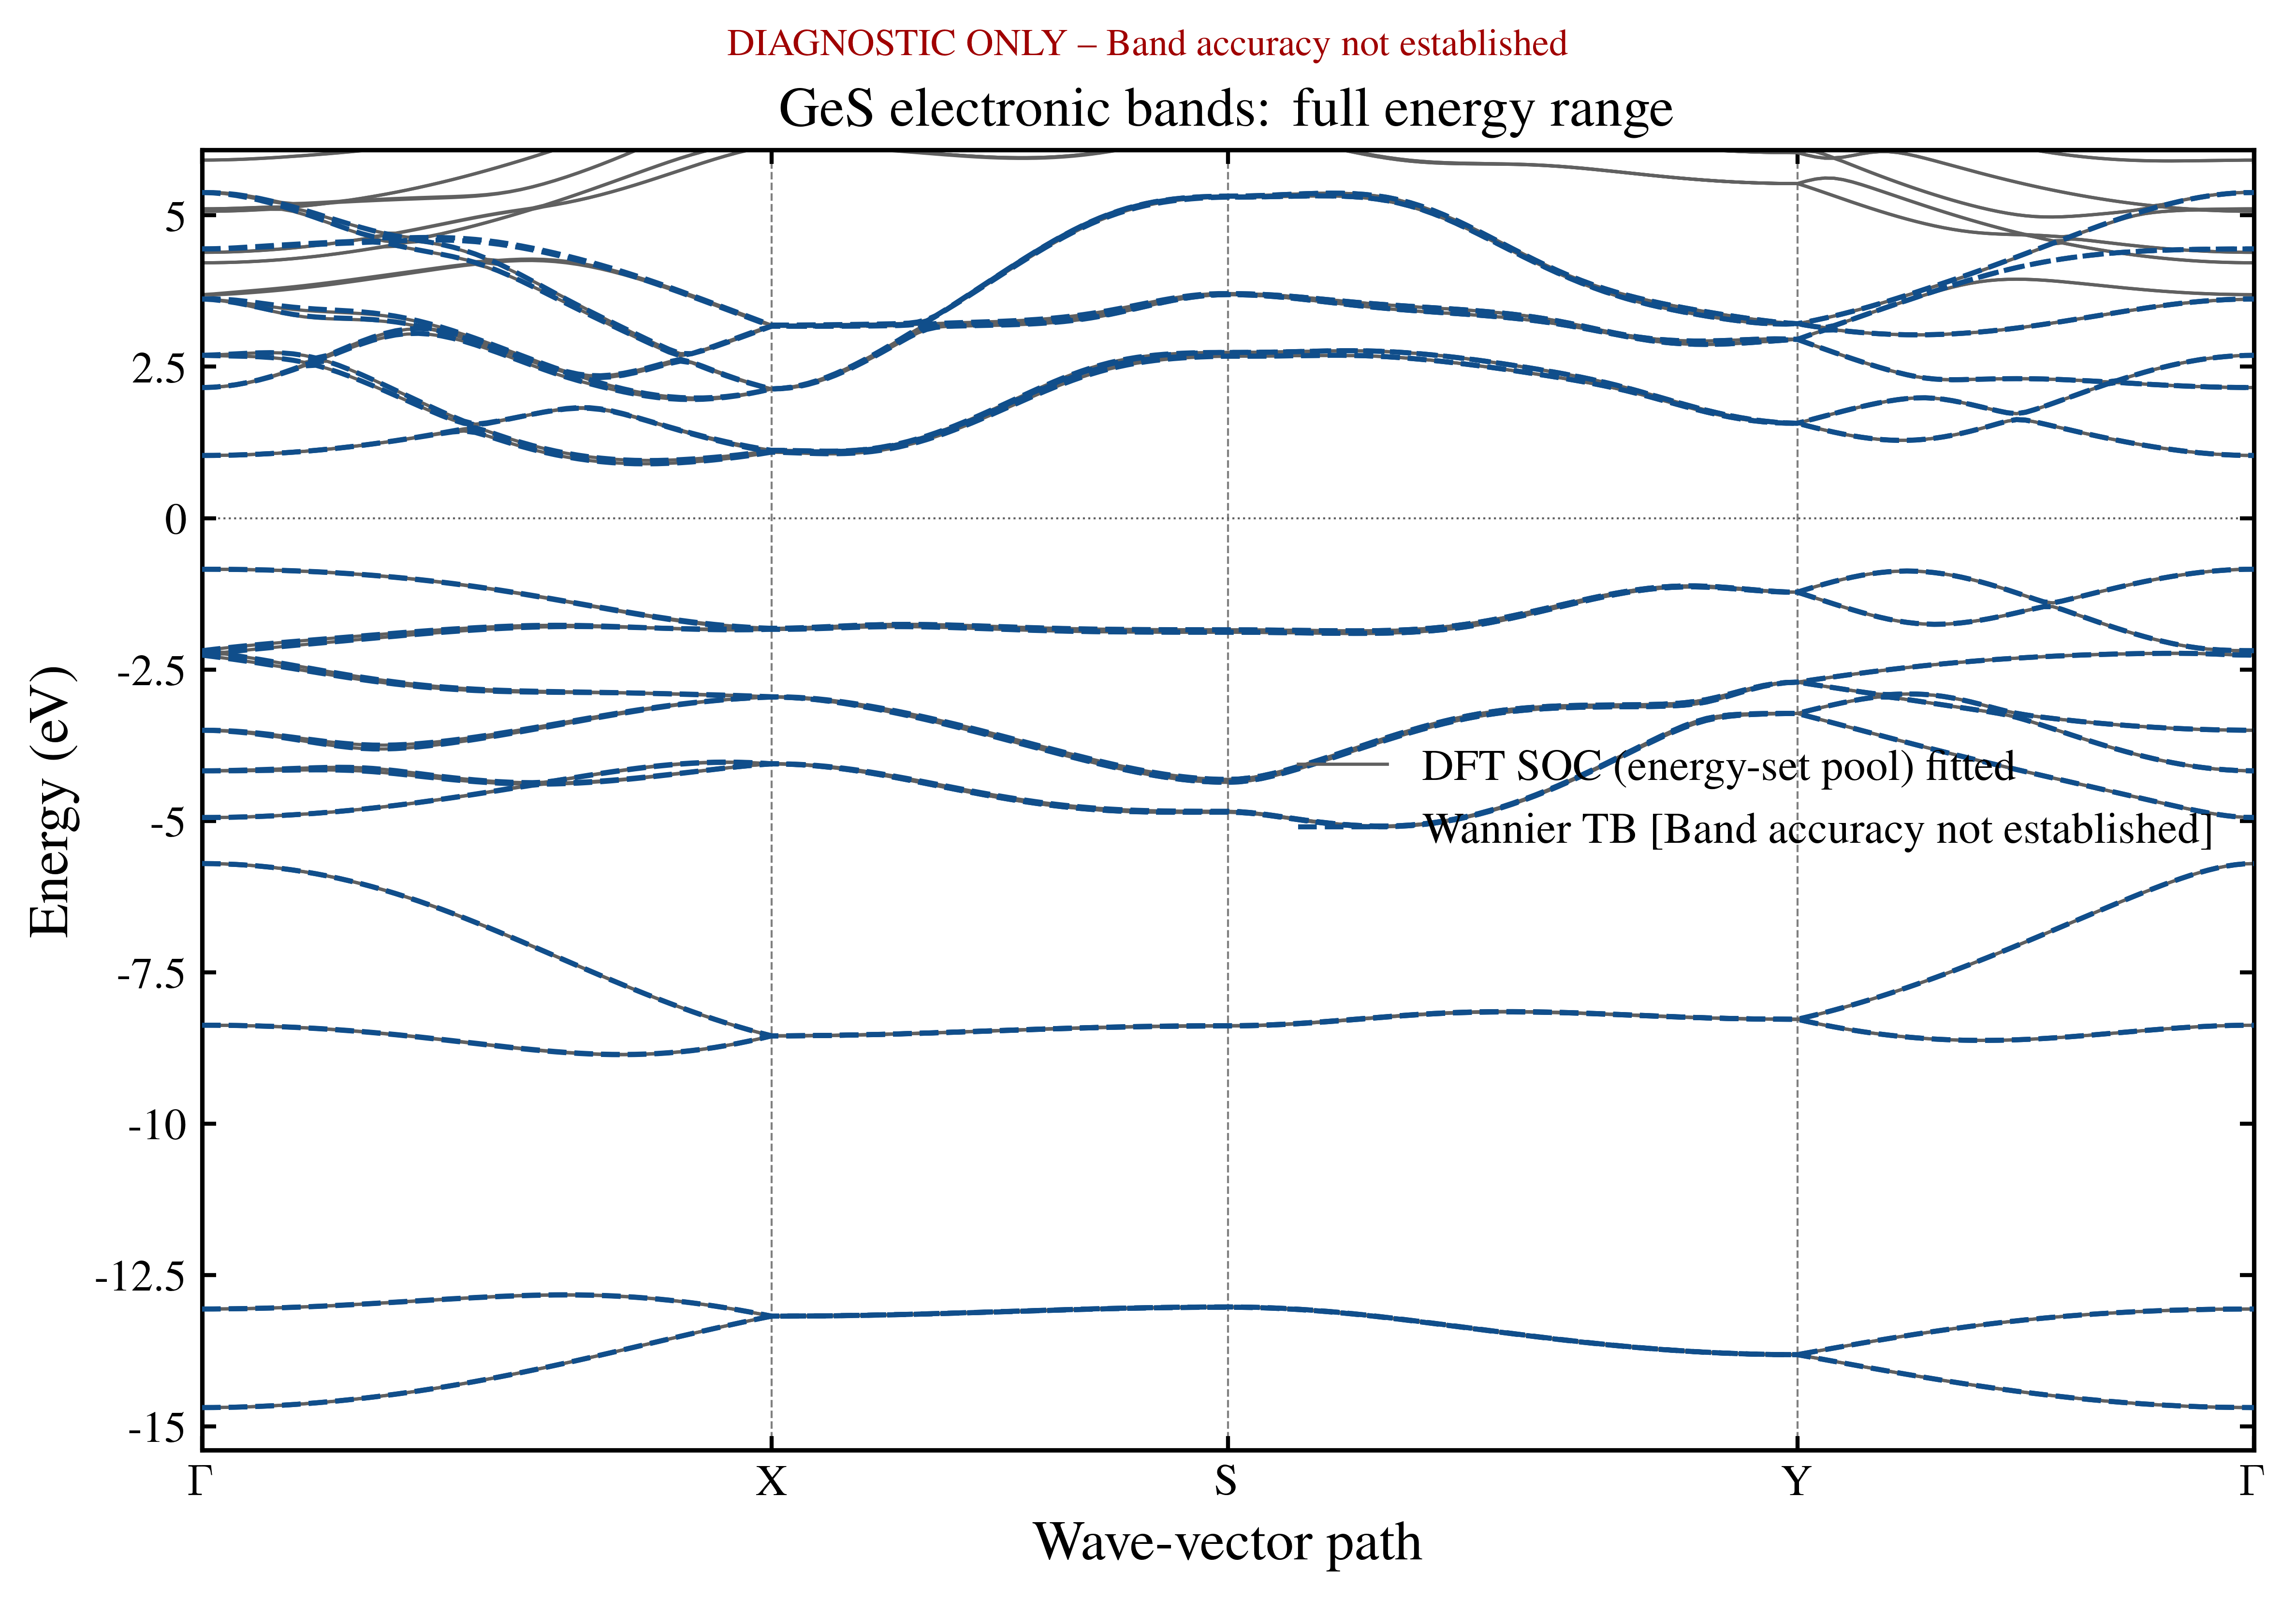 DIAGNOSTIC ONLY – Band accuracy not established
GeS electronic bands: full energy range
Energy (eV)
5
2.5
0
-2.5
-5
-7.5
-10
-12.5
-15
DFT SOC (energy-set pool) fitted
Wannier TB [Band accuracy not established]
Γ X S Y Γ
Wave-vector path